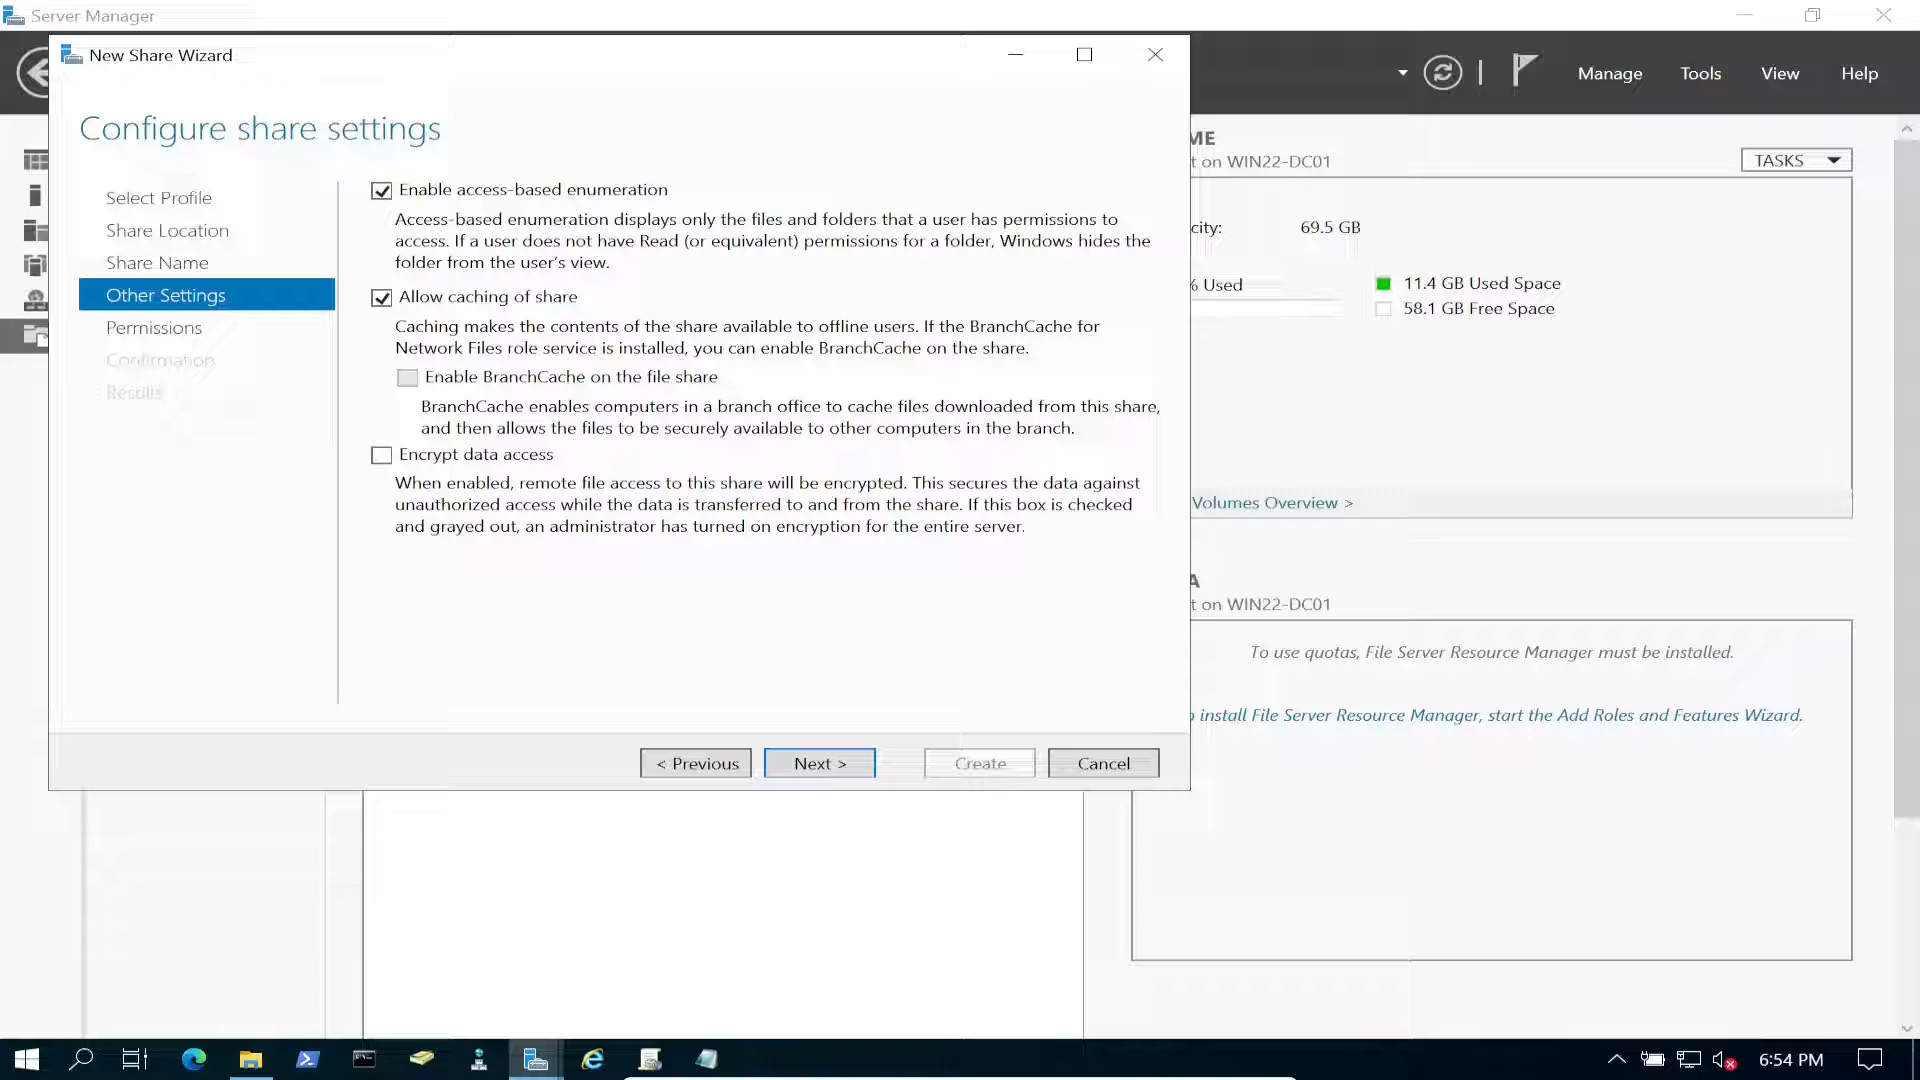 Server Manager
New Share Wizard
Manage
Tools
View
Help
Configure share settings
Select Profile
Share Location
Share Name
Other Settings
Permissions
Confirmation
Results
Enable access-based enumeration
Access-based enumeration displays only the files and folders that a user has permissions to
access. If a user does not have Read (or equivalent) permissions for a folder, Windows hides the
folder from the user's view.
Allow caching of share
Caching makes the contents of the share available to offline users. If the BranchCache for
Network Files role service is installed, you can enable BranchCache on the share.
Enable BranchCache on the file share
BranchCache enables computers in a branch office to cache files downloaded from this share,
and then allows the files to be securely available to other computers in the branch.
Encrypt data access
When enabled, remote file access to this share will be encrypted. This secures the data against
unauthorized access while the data is transferred to and from the share. If this box is checked
and grayed out, an administrator has turned on encryption for the entire server.
< Previous
Next >
Create
Cancel
ME
t on WIN22-DC01
TASKS
city:
69.5 GB
% Used
11.4 GB Used Space
58.1 GB Free Space
Volumes Overview >
A
t on WIN22-DC01
To use quotas, File Server Resource Manager must be installed.
o install File Server Resource Manager, start the Add Roles and Features Wizard.
6:54 PM